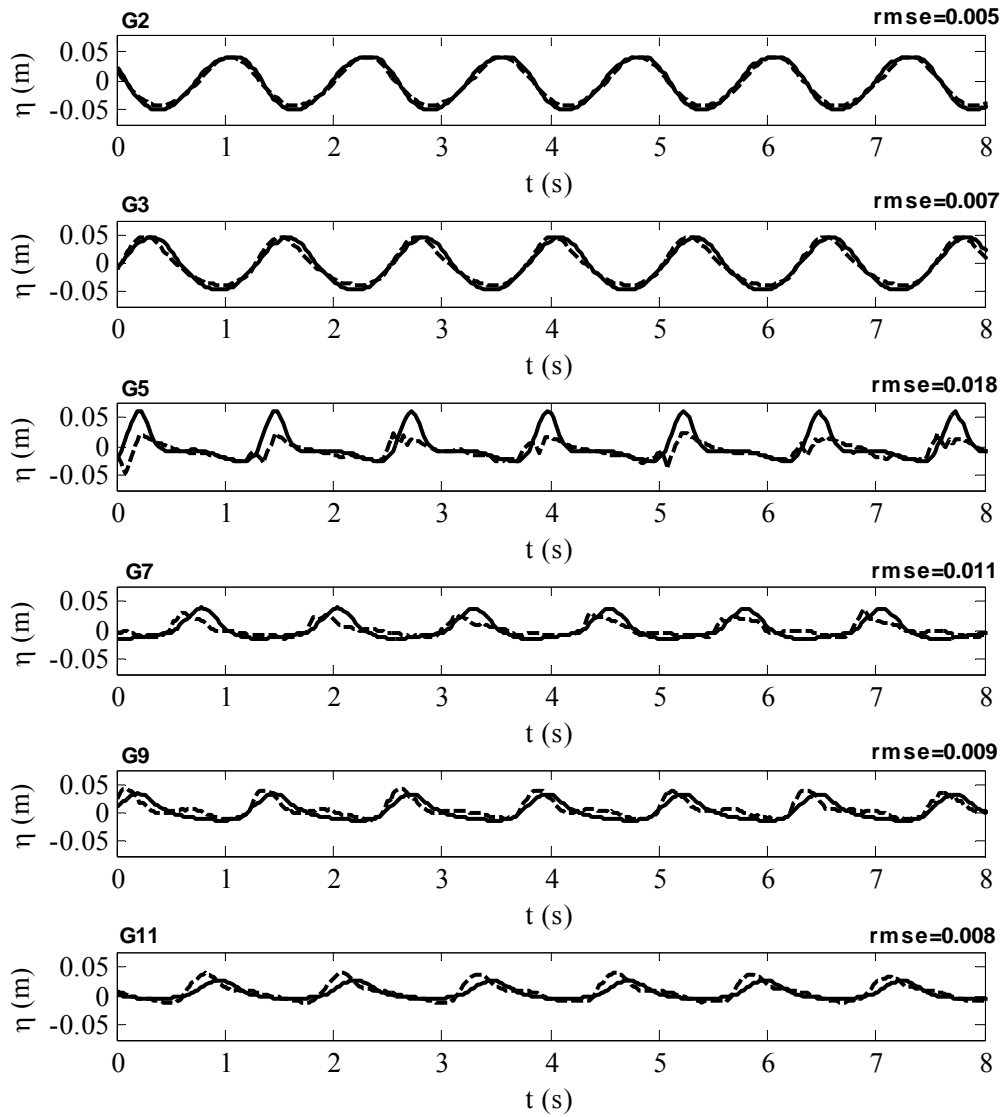 G2 rmse=0.005
η (m)
0.05
0
-0.05
0 1 2 3 4 5 6 7 8
t (s)
G3 rmse=0.007
η (m)
0.05
0
-0.05
0 1 2 3 4 5 6 7 8
t (s)
G5 rmse=0.018
η (m)
0.05
0
-0.05
0 1 2 3 4 5 6 7 8
t (s)
G7 rmse=0.011
η (m)
0.05
0
-0.05
0 1 2 3 4 5 6 7 8
t (s)
G9 rmse=0.009
η (m)
0.05
0
-0.05
0 1 2 3 4 5 6 7 8
t (s)
G11 rmse=0.008
η (m)
0.05
0
-0.05
0 1 2 3 4 5 6 7 8
t (s)